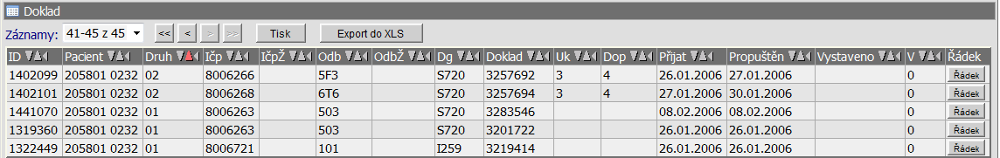 Doklad
Záznamy: 41-45 z 45 << < > >> Tisk Export do XLS
ID Pacient Druh Ičp IčpŽ Odb OdbŽ Dg Doklad Uk Dop Přijat Propuštěn Vystaveno V Řádek
1402099 205801 0232 02 8006266 5F3 S720 3257692 3 4 26.01.2006 27.01.2006 0 Řádek
1402101 205801 0232 02 8006268 6T6 S720 3257694 3 4 27.01.2006 30.01.2006 0 Řádek
1441070 205801 0232 01 8006263 503 S720 3283546 08.02.2006 08.02.2006 0 Řádek
1319360 205801 0232 01 8006263 503 S720 3201722 26.01.2006 26.01.2006 0 Řádek
1322449 205801 0232 01 8006721 101 I259 3219414 26.01.2006 26.01.2006 0 Řádek